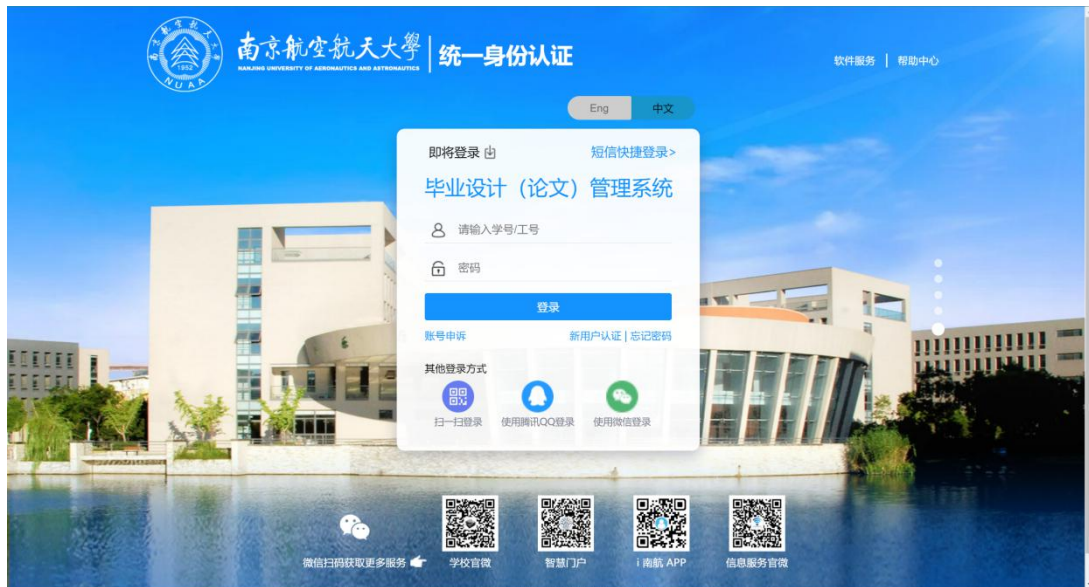 南京航空航天大學
NANJING UNIVERSITY OF AERONAUTICS AND ASTRONAUTICS
1952
NUAA
统一身份认证
软件服务 | 帮助中心
Eng 中文
即将登录 短信快捷登录>
毕业设计（论文）管理系统
请输入学号/工号
密码
登录
账号申诉 新用户认证 | 忘记密码
其他登录方式
扫一扫登录 使用腾讯QQ登录 使用微信登录
微信扫码获取更多服务 学校官微 智慧门户 i 南航 APP 信息服务官微